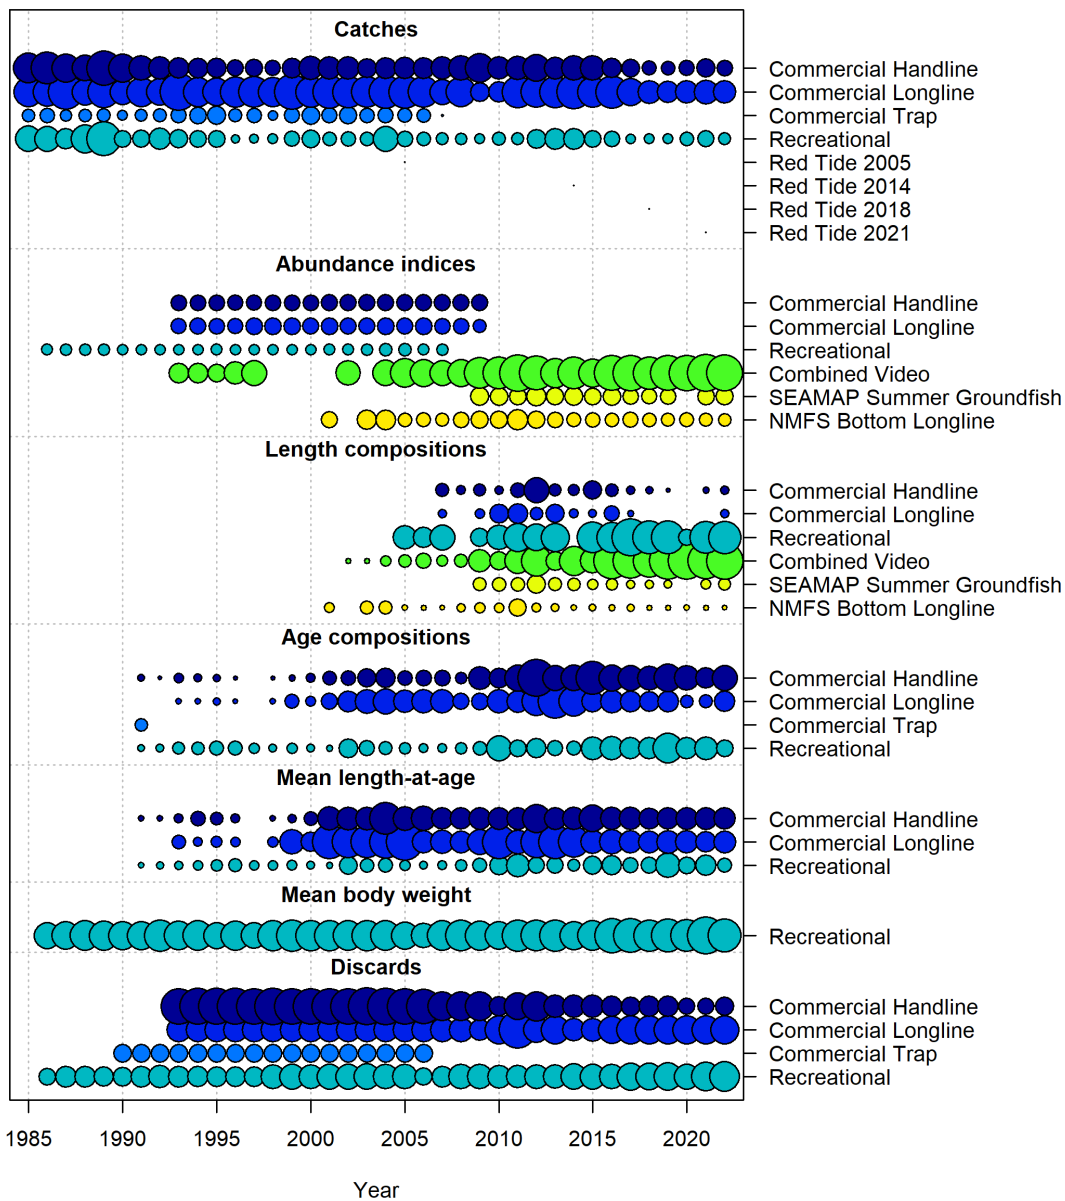 Catches
Commercial Handline
Commercial Longline
Commercial Trap
Recreational
Red Tide 2005
Red Tide 2014
Red Tide 2018
Red Tide 2021
Abundance indices
Commercial Handline
Commercial Longline
Recreational
Combined Video
SEAMAP Summer Groundfish
NMFS Bottom Longline
Length compositions
Commercial Handline
Commercial Longline
Recreational
Combined Video
SEAMAP Summer Groundfish
NMFS Bottom Longline
Age compositions
Commercial Handline
Commercial Longline
Commercial Trap
Recreational
Mean length-at-age
Commercial Handline
Commercial Longline
Recreational
Mean body weight
Recreational
Discards
Commercial Handline
Commercial Longline
Commercial Trap
Recreational
1985 1990 1995 2000 2005 2010 2015 2020
Year